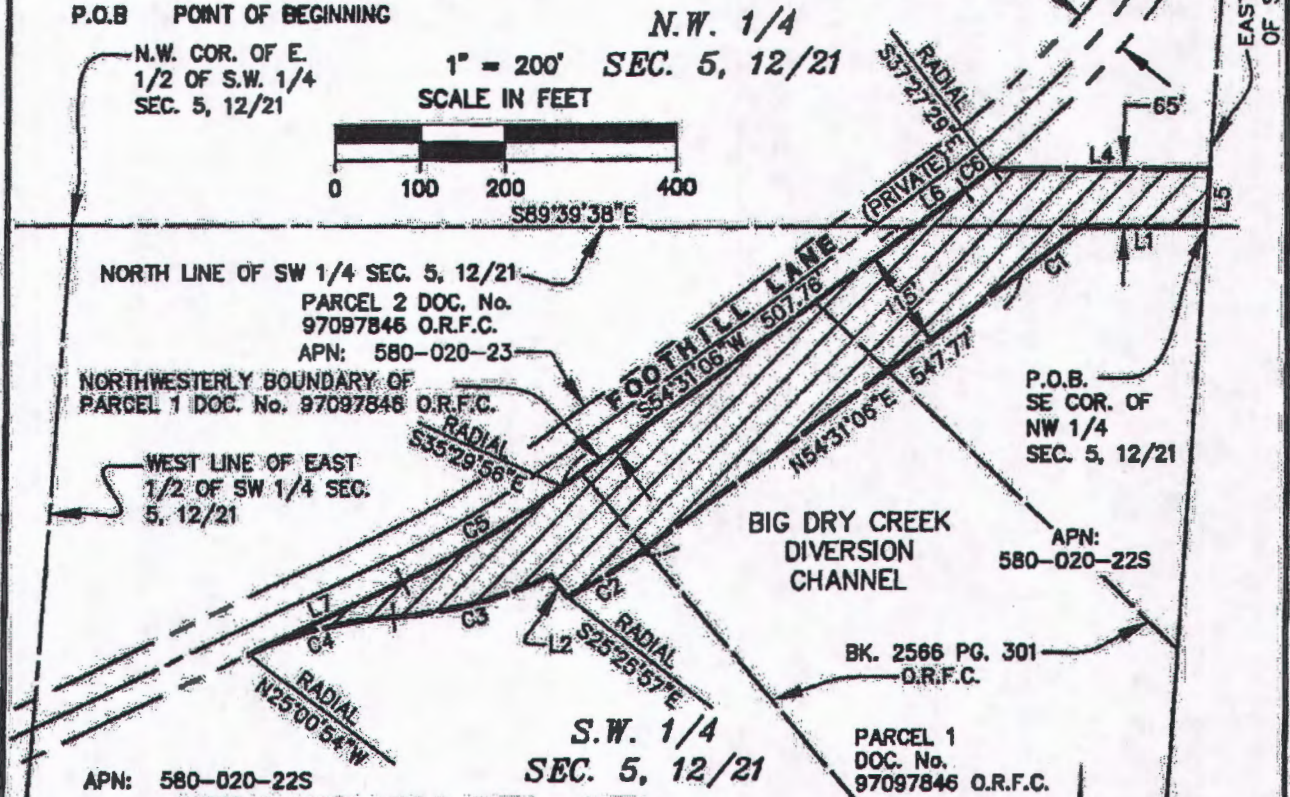 P.O.B POINT OF BEGINNING
N.W. COR. OF E.
1/2 OF S.W. 1/4
SEC. 5, 12/21
1" = 200'
SCALE IN FEET
0 100 200 400
N.W. 1/4
SEC. 5, 12/21
RADIAL
S37°27'29"E
EAST
65'
L4
L5
L1
C1
(PRIVATE)
L6
C6
S89°39'38"E
NORTH LINE OF SW 1/4 SEC. 5, 12/21
PARCEL 2 DOC. No.
97097846 O.R.F.C.
APN: 580-020-23
FOOTHILL LANE
S54°31'06"W 507.76'
115'
N54°31'06"E 547.77'
NORTHWESTERLY BOUNDARY OF
PARCEL 1 DOC. No. 97097846 O.R.F.C.
RADIAL
S35°29'56"E
P.O.B.
SE COR. OF
NW 1/4
SEC. 5, 12/21
WEST LINE OF EAST
1/2 OF SW 1/4 SEC.
5, 12/21
C5
BIG DRY CREEK
DIVERSION
CHANNEL
APN:
580-020-22S
L7
C4
C3
C2
L2
RADIAL
S25°25'57"E
RADIAL
N25°00'54"W
BK. 2566 PG. 301
O.R.F.C.
S.W. 1/4
SEC. 5, 12/21
PARCEL 1
DOC. No.
97097846 O.R.F.C.
APN: 580-020-22S